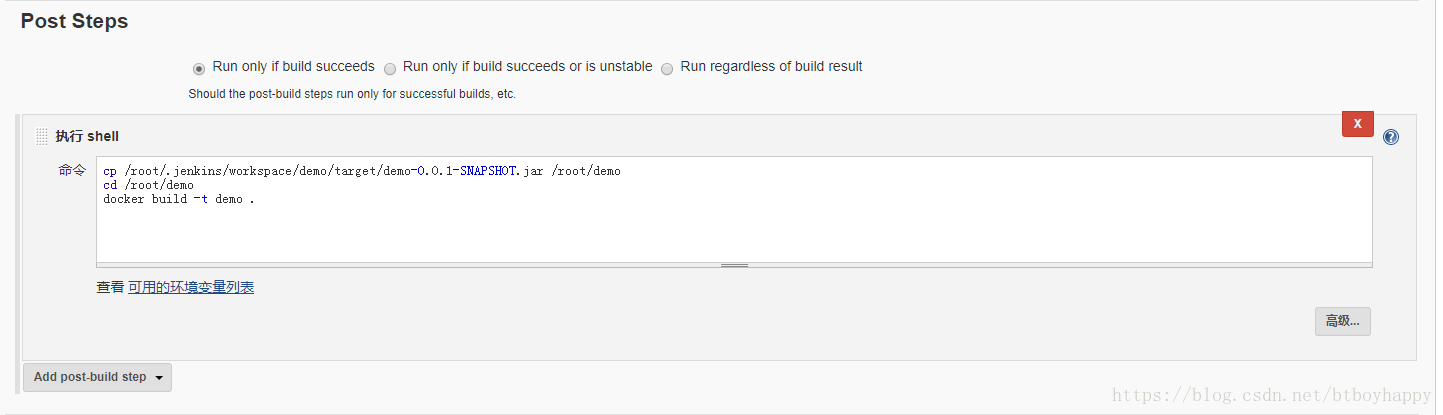 Post Steps
Run only if build succeeds Run only if build succeeds or is unstable Run regardless of build result
Should the post-build steps run only for successful builds, etc.
执行 shell
X
命令
cp /root/.jenkins/workspace/demo/target/demo-0.0.1-SNAPSHOT.jar /root/demo
cd /root/demo
docker build -t demo .
查看 可用的环境变量列表
高级...
Add post-build step
https://blog.csdn.net/btboyhappy